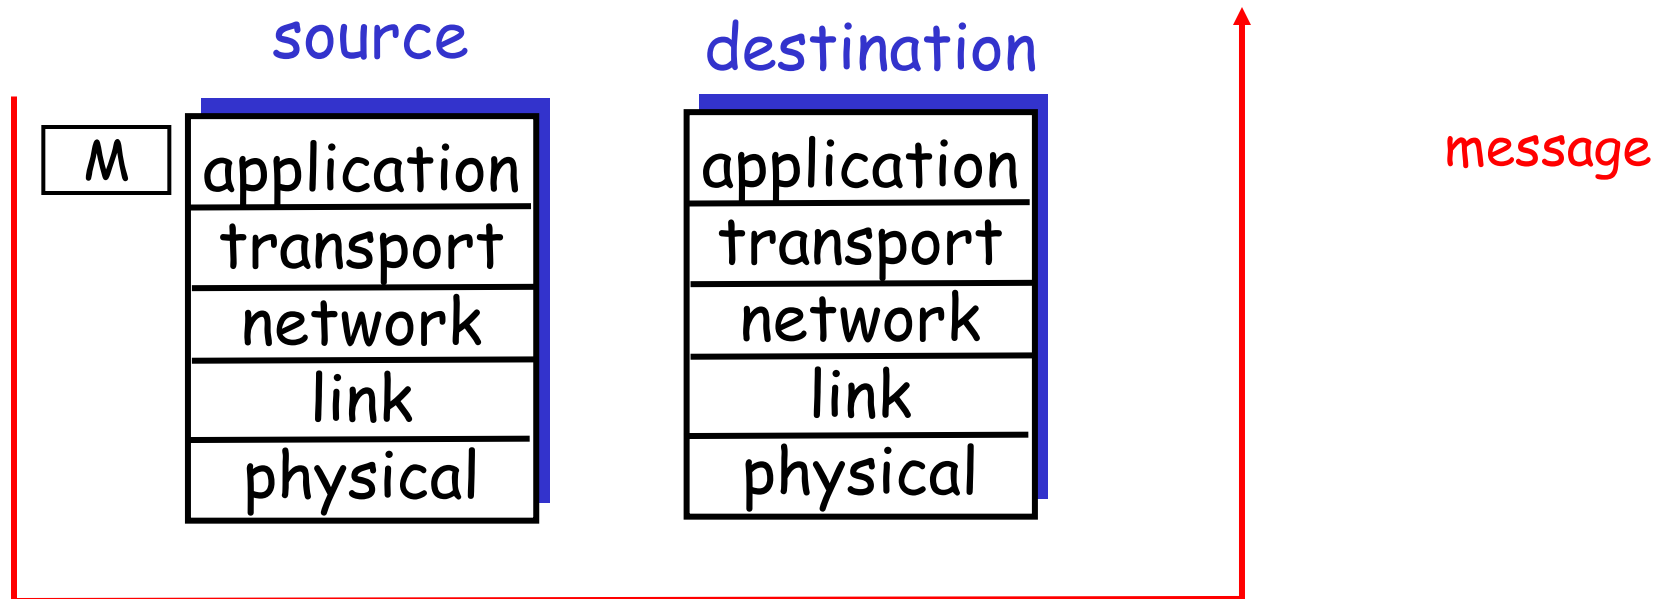 source
destination
M
message
application
transport
network
link
physical
application
transport
network
link
physical